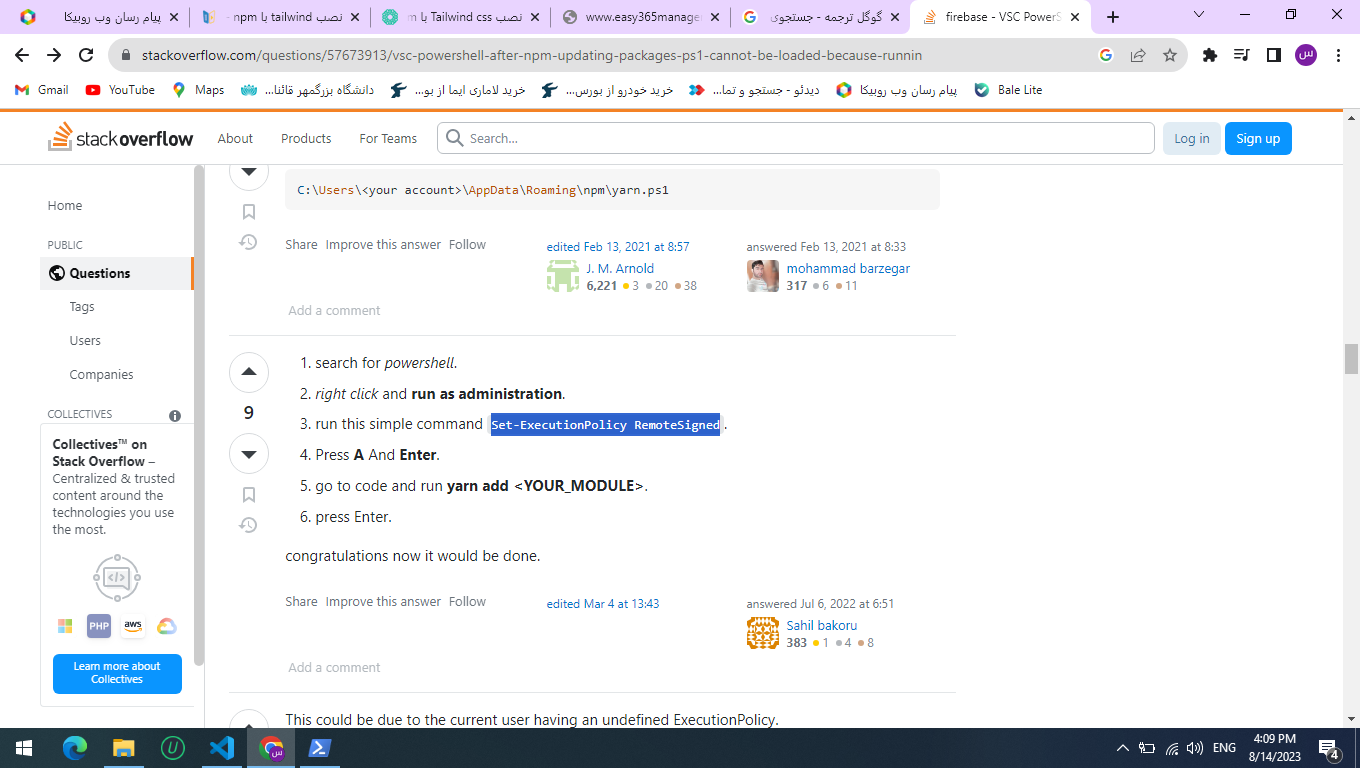 پیام رسان وب روبیکا
نصب tailwind با npm -
نصب Tailwind css با
www.easy365manage
گوگل ترجمه - جستجوی
firebase - VSC PowerS
stackoverflow.com/questions/57673913/vsc-powershell-after-npm-updating-packages-ps1-cannot-be-loaded-because-runnin
س
Gmail
YouTube
Maps
دانشگاه بزرگمهر قائنا...
خرید لاماری ایما از بو...
خرید خودرو از بورس...
دیدئو - جستجو و تما...
پیام رسان وب روبیکا
Bale Lite
stackoverflow
About
Products
For Teams
Search...
Log in
Sign up
Home
PUBLIC
Questions
Tags
Users
Companies
COLLECTIVES
Collectives™ on
Stack Overflow –
Centralized & trusted
content around the
technologies you use
the most.
PHP
aws
Learn more about
Collectives
C:\Users\<your account>\AppData\Roaming\npm\yarn.ps1
Share Improve this answer Follow
edited Feb 13, 2021 at 8:57
J. M. Arnold
6,221 3 20 38
answered Feb 13, 2021 at 8:33
mohammad barzegar
317 6 11
Add a comment
9
1. search for powershell.
2. right click and run as administration.
3. run this simple command Set-ExecutionPolicy RemoteSigned .
4. Press A And Enter.
5. go to code and run yarn add <YOUR_MODULE>.
6. press Enter.
congratulations now it would be done.
Share Improve this answer Follow
edited Mar 4 at 13:43
answered Jul 6, 2022 at 6:51
Sahil bakoru
383 1 4 8
Add a comment
This could be due to the current user having an undefined ExecutionPolicy.
س
ENG
4:09 PM
8/14/2023
4